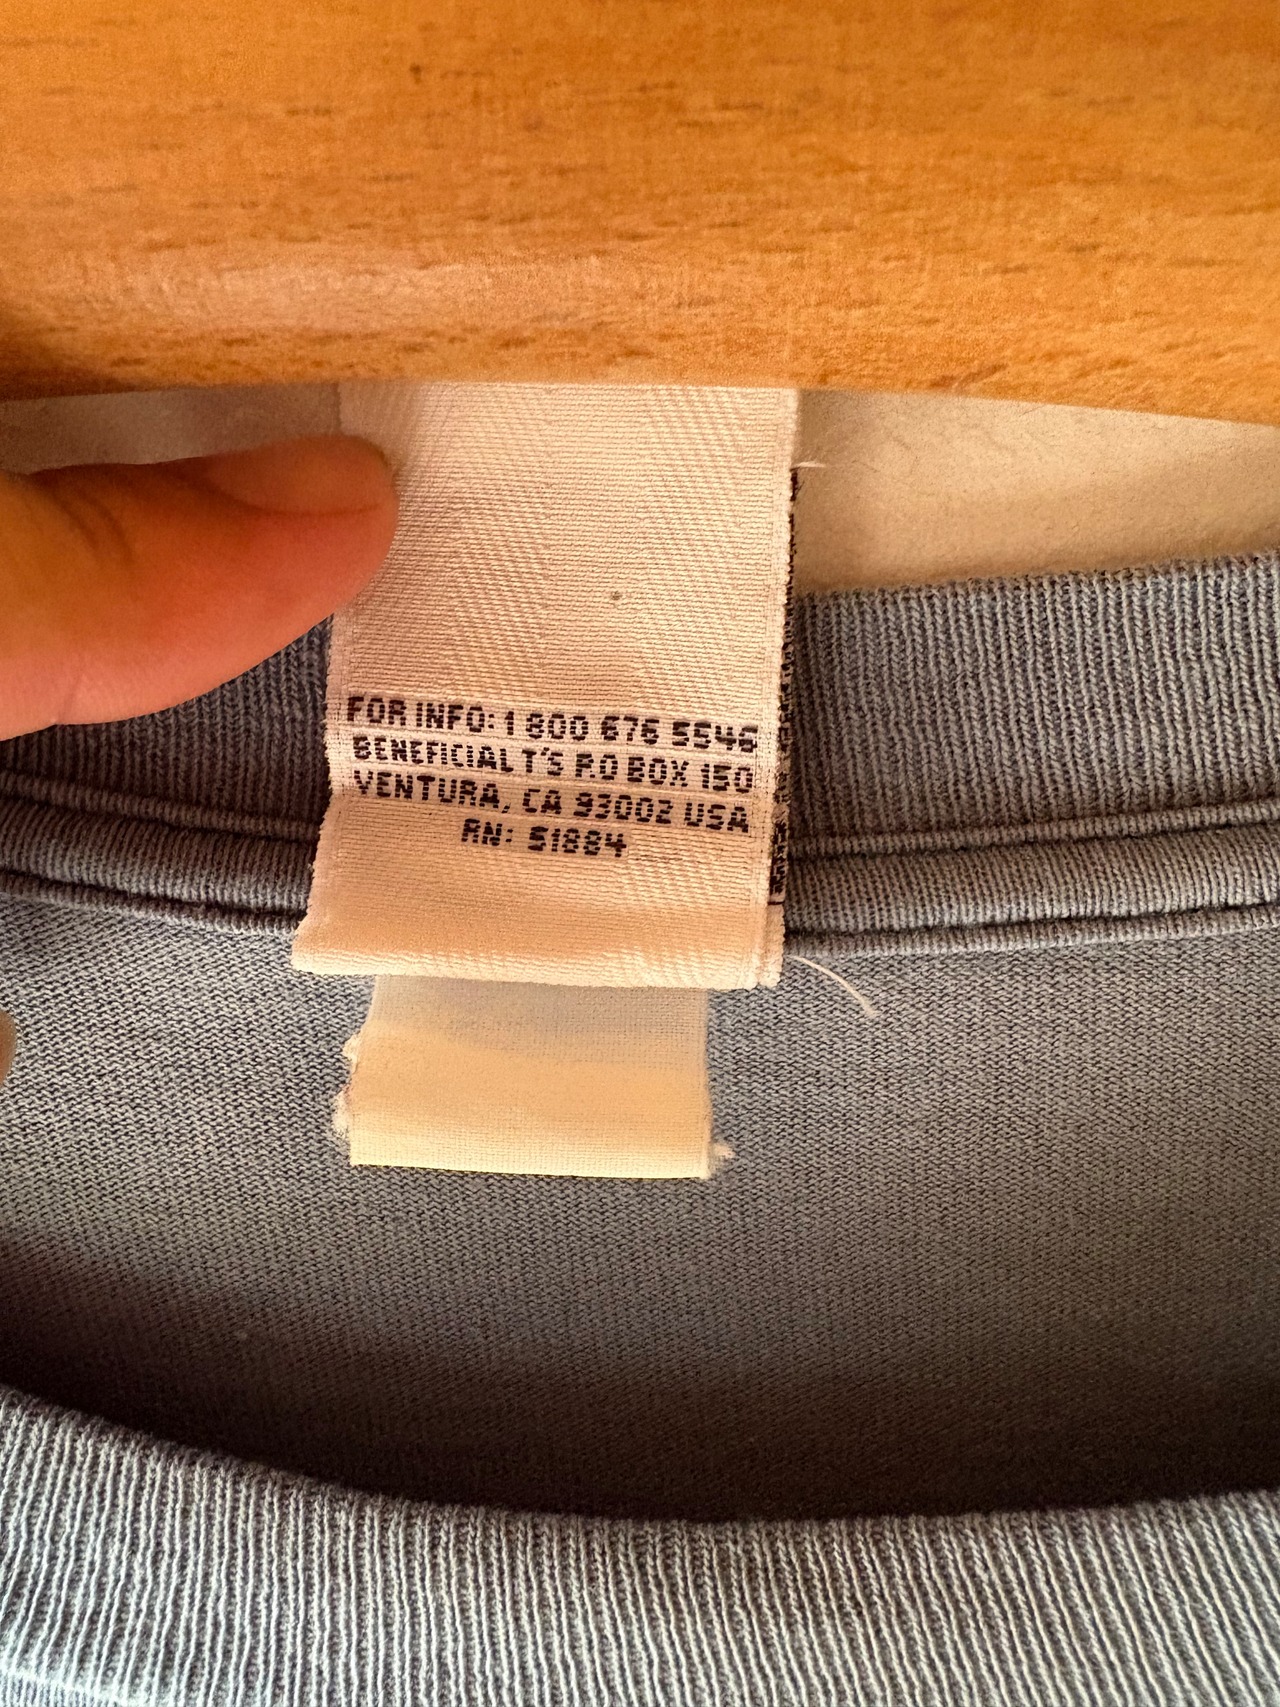 FOR INFO: 1 800 676 5546
BENEFICIAL T'S P.O BOX 150
VENTURA, CA 93002 USA
RN: 51884